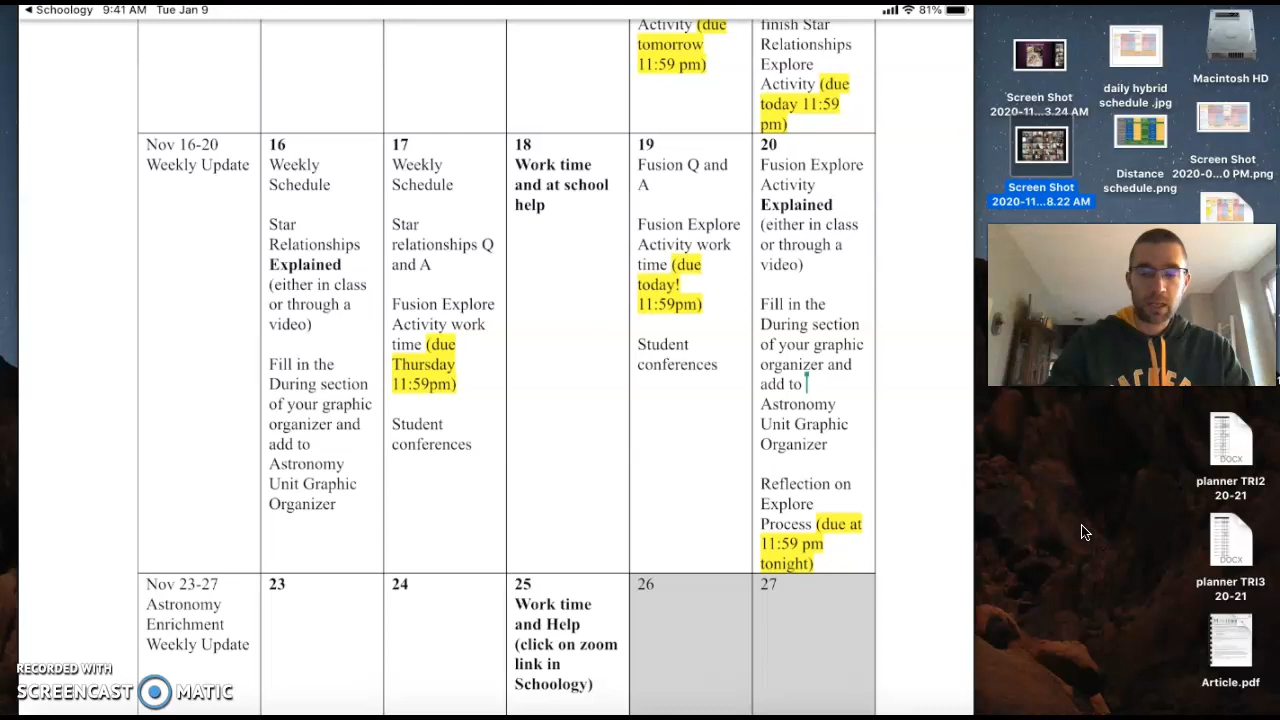 Schoology 9:41 AM Tue Jan 9
81%
Activity (due
tomorrow
11:59 pm)
finish Star
Relationships
Explore
Activity (due
today 11:59
pm)
Nov 16-20
Weekly Update
16
Weekly
Schedule
Star
Relationships
Explained
(either in class
or through a
video)
Fill in the
During section
of your graphic
organizer and
add to
Astronomy
Unit Graphic
Organizer
17
Weekly
Schedule
Star
relationships Q
and A
Fusion Explore
Activity work
time (due
Thursday
11:59pm)
Student
conferences
18
Work time
and at school
help
19
Fusion Q and
A
Fusion Explore
Activity work
time (due
today!
11:59pm)
Student
conferences
20
Fusion Explore
Activity
Explained
(either in class
or through a
video)
Fill in the
During section
of your graphic
organizer and
add to
Astronomy
Unit Graphic
Organizer
Reflection on
Explore
Process (due at
11:59 pm
tonight)
Nov 23-27
Astronomy
Enrichment
Weekly Update
23
24
25
Work time
and Help
(click on zoom
link in
Schoology)
26
27
Screen Shot
2020-11...3.24 AM
daily hybrid
schedule .jpg
Macintosh HD
Screen Shot
2020-11...8.22 AM
Distance
schedule.png
Screen Shot
2020-0...0 PM.png
DOCX
planner TRI2
20-21
DOCX
planner TRI3
20-21
Article.pdf
RECORDED WITH
SCREENCAST MATIC